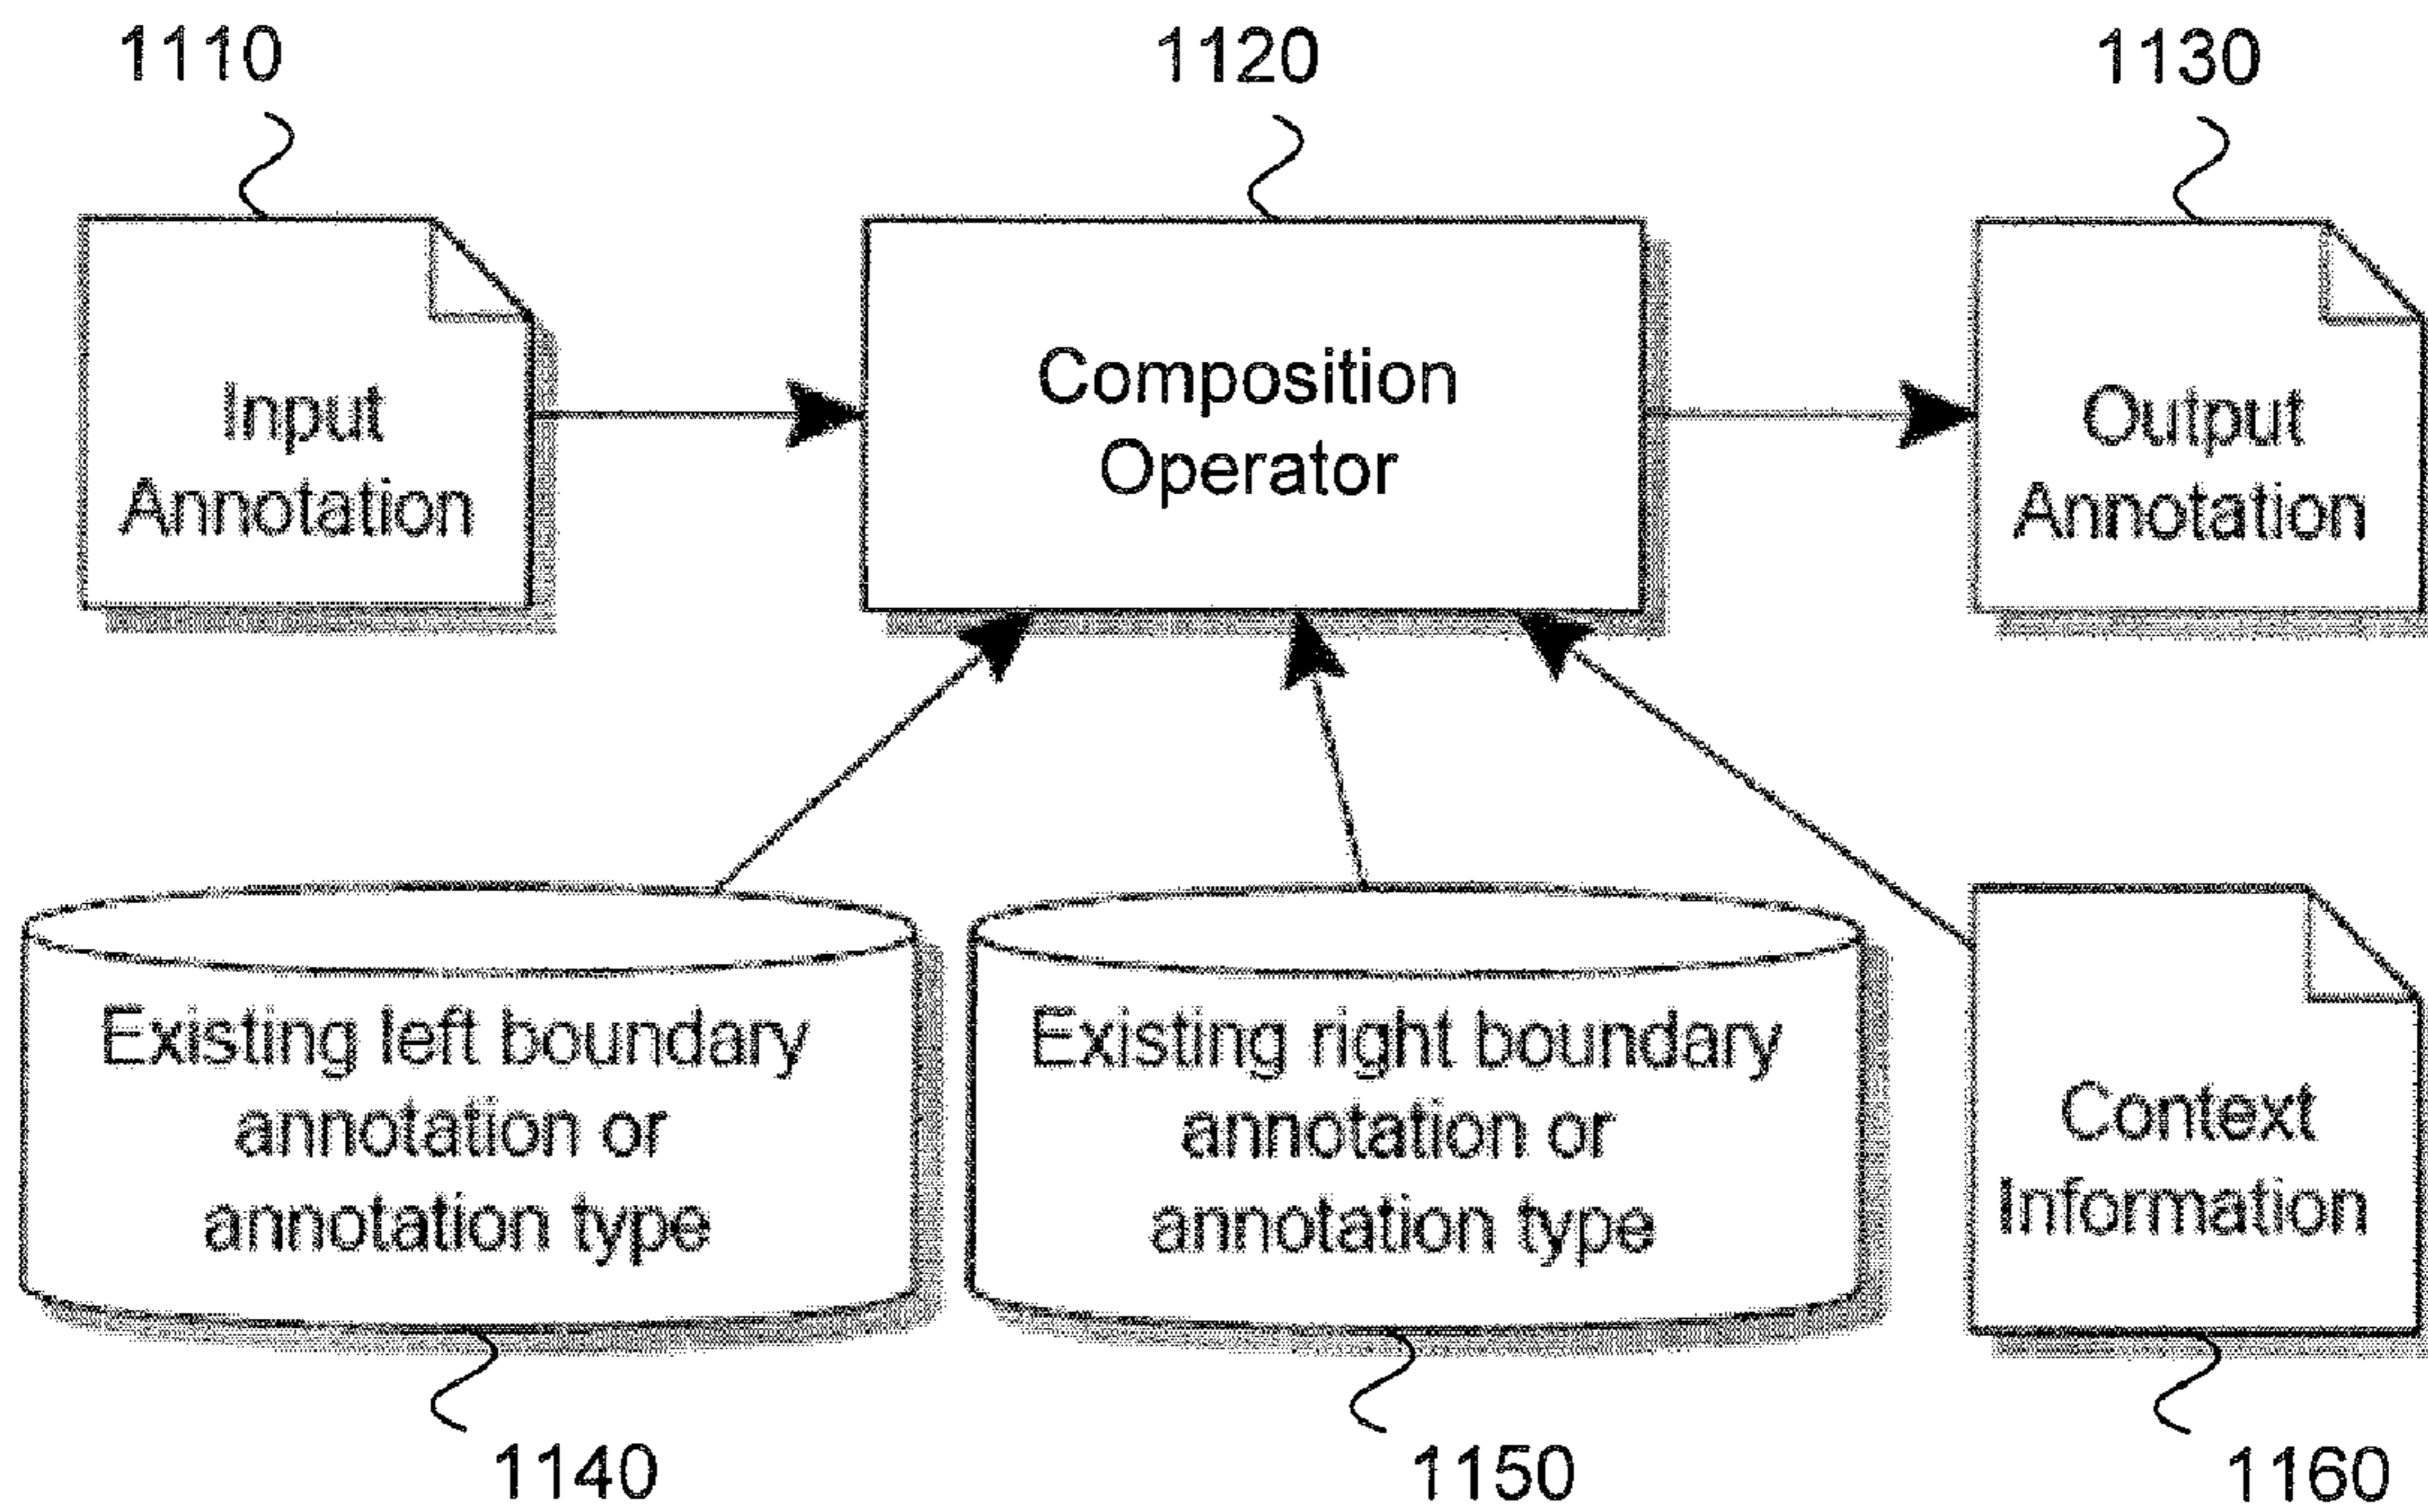 1110
1120
1130
Input
Annotation
Composition
Operator
Output
Annotation
Existing left boundary
annotation or
annotation type
Existing right boundary
annotation or
annotation type
Context
Information
1140
1150
1160